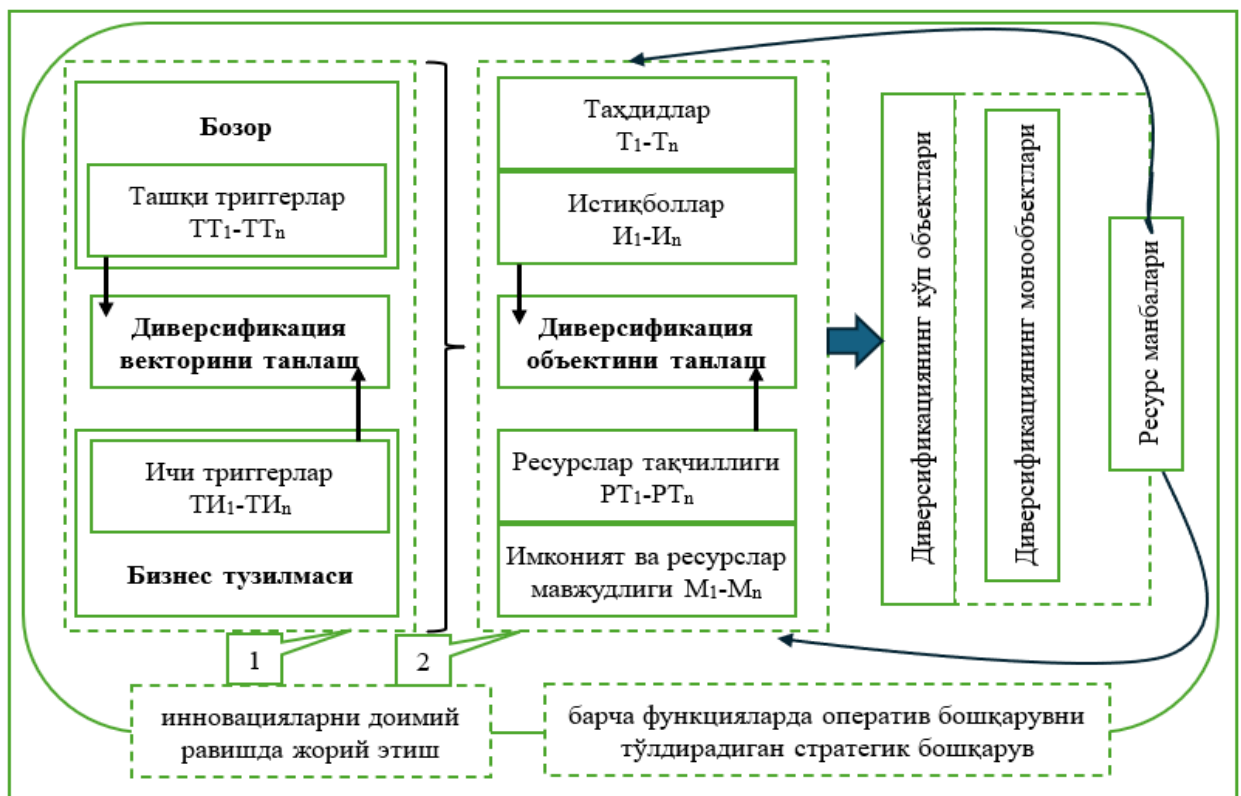 Бозор
Ташқи триггерлар
ТТ₁-ТТₙ
Диверсификация
векторини танлаш
Ичи триггерлар
ТИ₁-ТИₙ
Бизнес тузилмаси
Таҳдидлар
Т₁-Тₙ
Истиқболлар
И₁-Иₙ
Диверсификация
объектини танлаш
Ресурслар тақчиллиги
РТ₁-РТₙ
Имконият ва ресурслар
мавжудлиги М₁-Мₙ
Диверсификациянинг кўп объектлари
Диверсификациянинг монообъектлари
Ресурс манбалари
1
2
инновацияларни доимий
равишда жорий этиш
барча функцияларда оператив бошқарувни
тўлдирадиган стратегик бошқарув